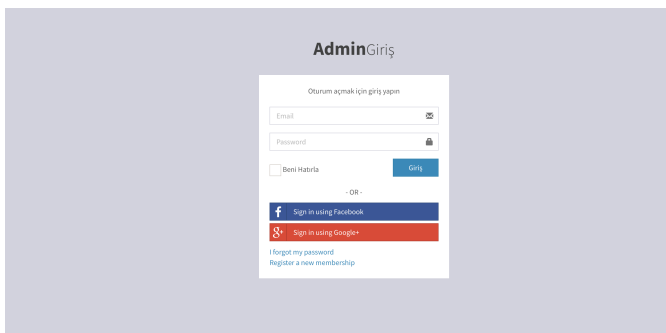 AdminGiriş
Oturum açmak için giriş yapın
Email
Password
Beni Hatırla
Giriş
- OR -
Sign in using Facebook
Sign in using Google+
I forgot my password
Register a new membership